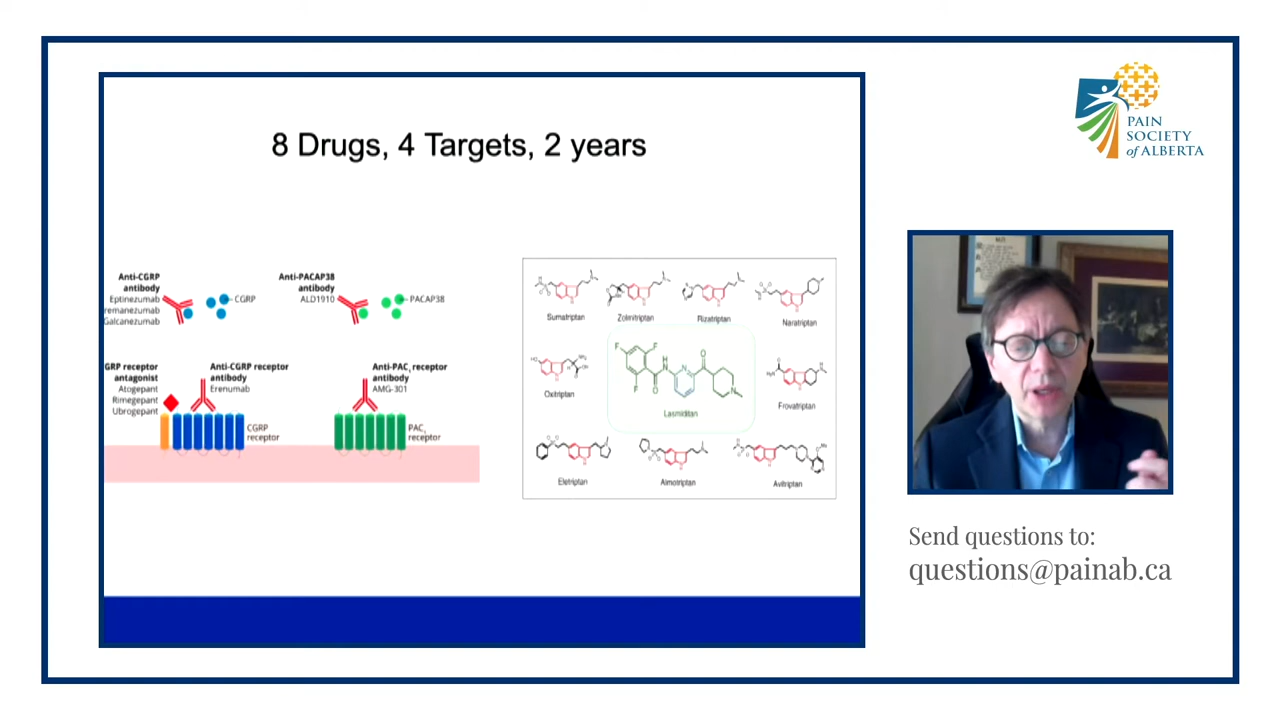 8 Drugs, 4 Targets, 2 years
Anti-CGRP
antibody
Eptinezumab
remanezumab
Galcanezumab
CGRP
Anti-PACAP38
antibody
ALD1910
PACAP38
GRP receptor
antagonist
Atogepant
Rimegepant
Ubrogepant
Anti-CGRP receptor
antibody
Erenumab
CGRP
receptor
Anti-PAC₁ receptor
antibody
AMG-301
PAC₁
receptor
Sumatriptan
Zolmitriptan
Rizatriptan
Naratriptan
Oxitriptan
Lasmiditan
Frovatriptan
Eletriptan
Almotriptan
Avitriptan
PAIN
SOCIETY
of ALBERTA
Send questions to:
questions@painab.ca